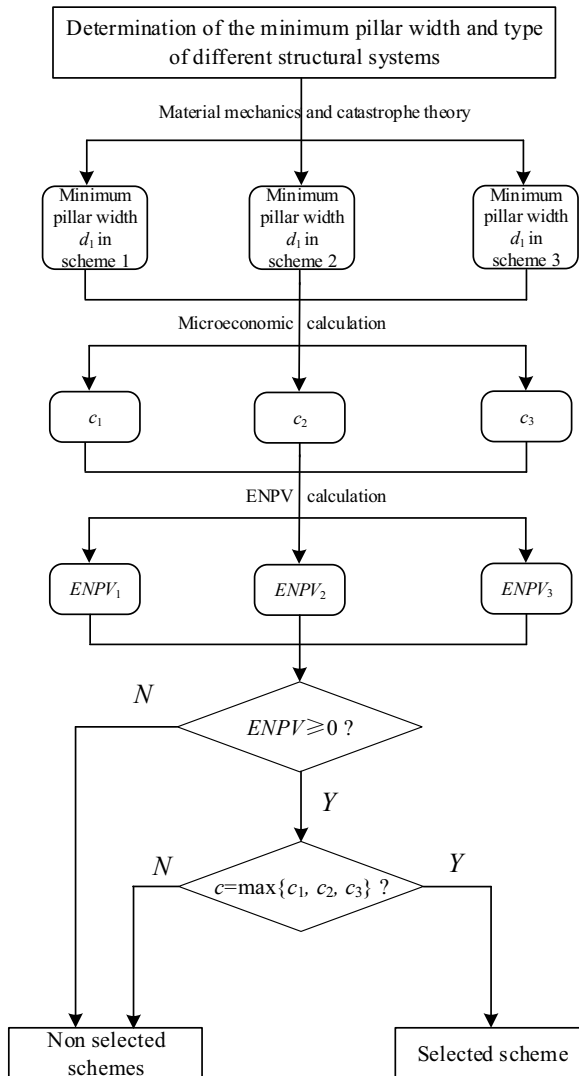 Determination of the minimum pillar width and type
of different structural systems
Material mechanics and catastrophe theory
Minimum
pillar width
d₁ in
scheme 1
Minimum
pillar width
d₁ in
scheme 2
Minimum
pillar width
d₁ in
scheme 3
Microeconomic calculation
c₁
c₂
c₃
ENPV calculation
ENPV₁
ENPV₂
ENPV₃
N
ENPV≥0 ?
Y
N
c=max{c₁, c₂, c₃} ?
Y
Non selected
schemes
Selected scheme